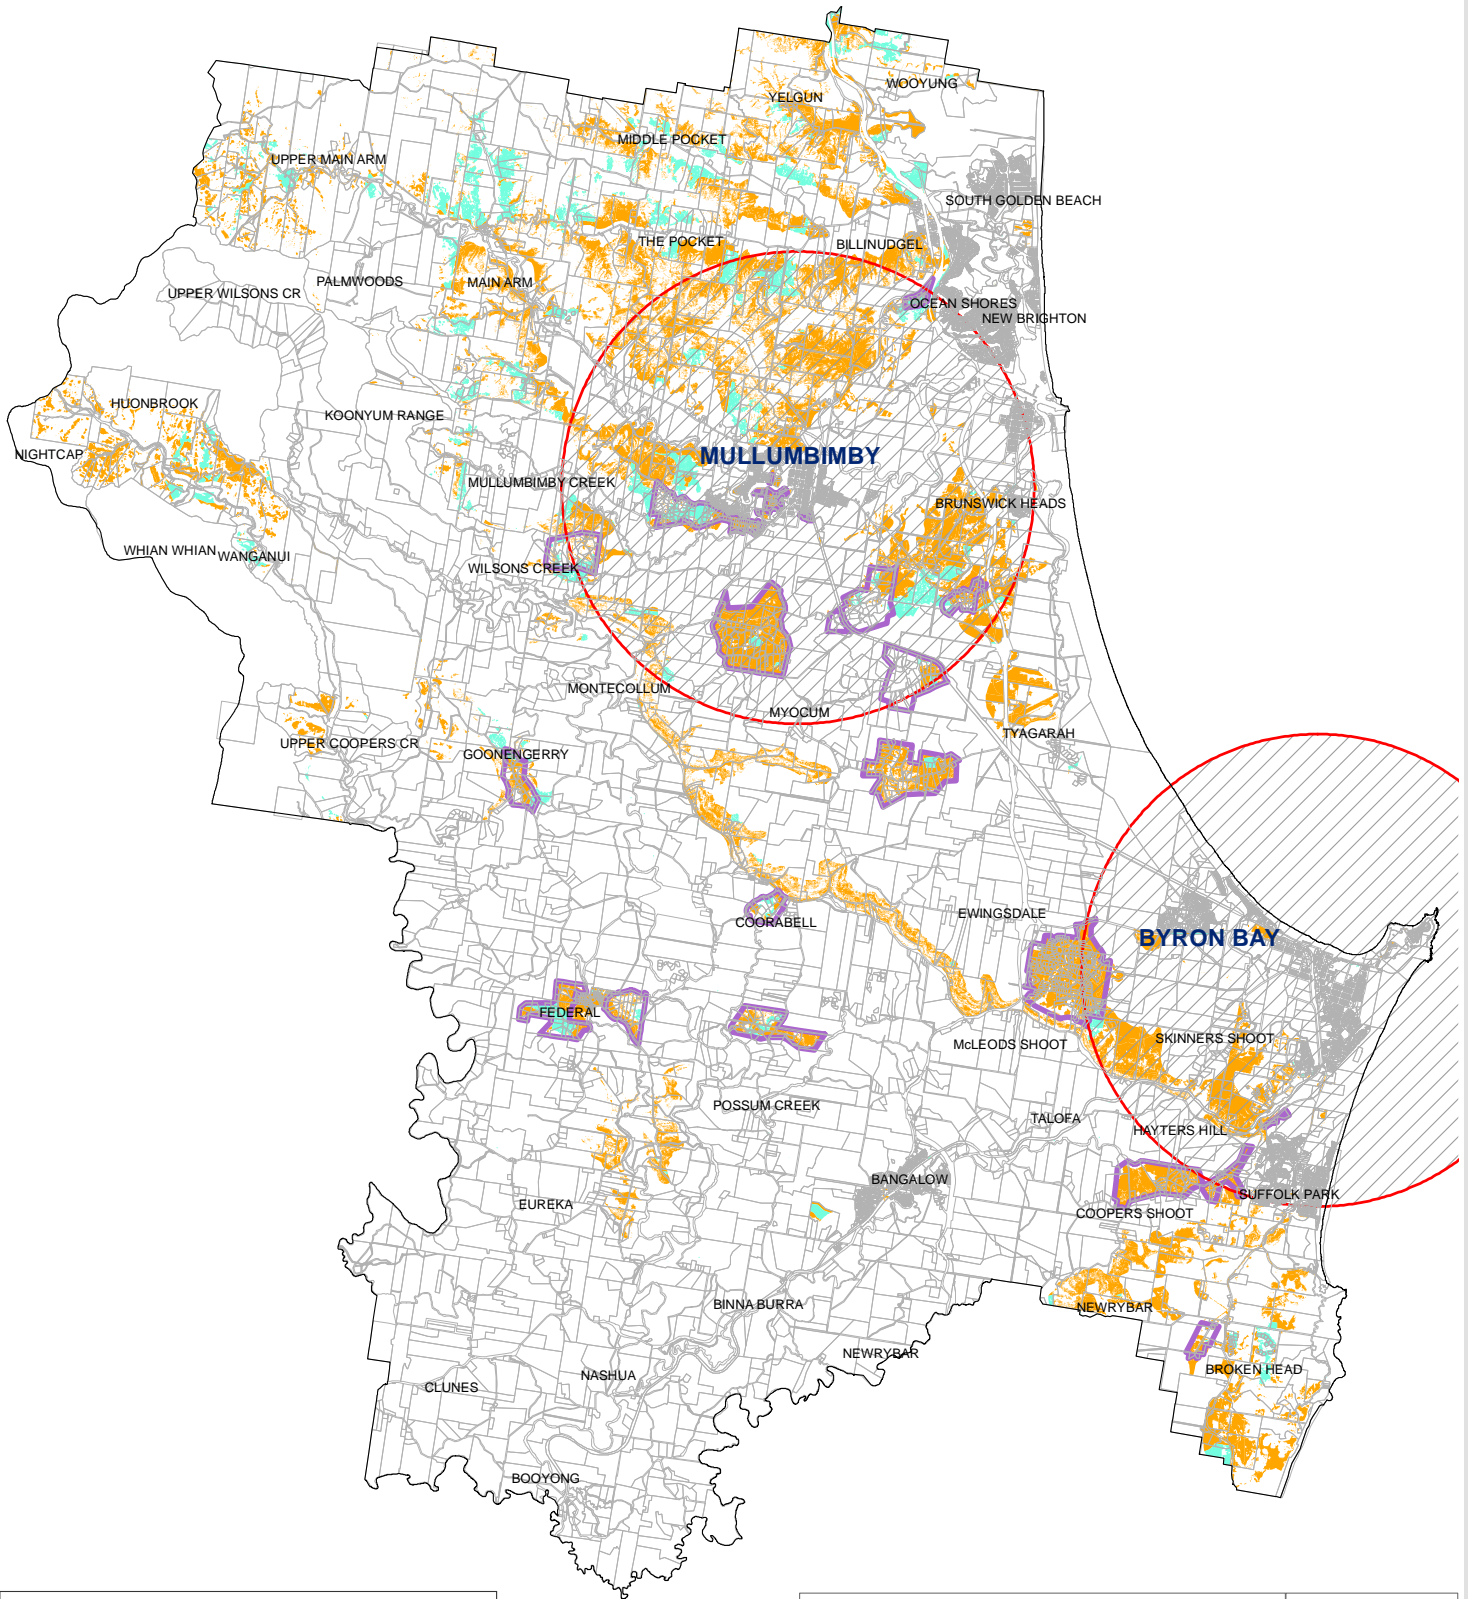 WOOYUNG
YELGUN
MIDDLE POCKET
UPPER MAIN ARM
SOUTH GOLDEN BEACH
THE POCKET
BILLINUDGEL
PALMWOODS
MAIN ARM
UPPER WILSONS CR
OCEAN SHORES
NEW BRIGHTON
HUONBROOK
KOONYUM RANGE
NIGHTCAP
MULLUMBIMBY
MULLUMBIMBY CREEK
BRUNSWICK HEADS
WHIAN WHIAN
WANGANUI
WILSONS CREEK
MONTECOLLUM
MYOCUM
TYAGARAH
UPPER COOPERS CR
GOONENGERRY
EWINGSDALE
COORABELL
BYRON BAY
FEDERAL
SKINNERS SHOOT
McLEODS SHOOT
POSSUM CREEK
TALOFA
HAYTERS HILL
BANGALOW
SUFFOLK PARK
EUREKA
COOPERS SHOOT
BINNA BURRA
NEWRYBAR
NEWRYBAR
BROKEN HEAD
NASHUA
CLUNES
BOOYONG